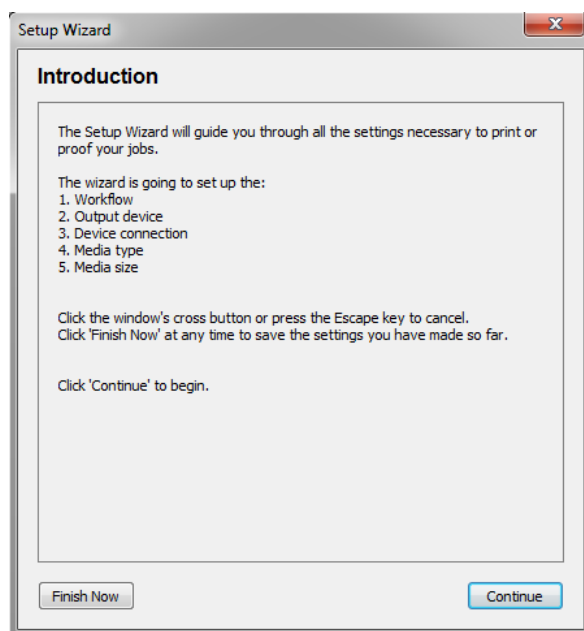 Setup Wizard
Introduction
The Setup Wizard will guide you through all the settings necessary to print or
proof your jobs.
The wizard is going to set up the:
1. Workflow
2. Output device
3. Device connection
4. Media type
5. Media size
Click the window's cross button or press the Escape key to cancel.
Click 'Finish Now' at any time to save the settings you have made so far.
Click 'Continue' to begin.
Finish Now
Continue